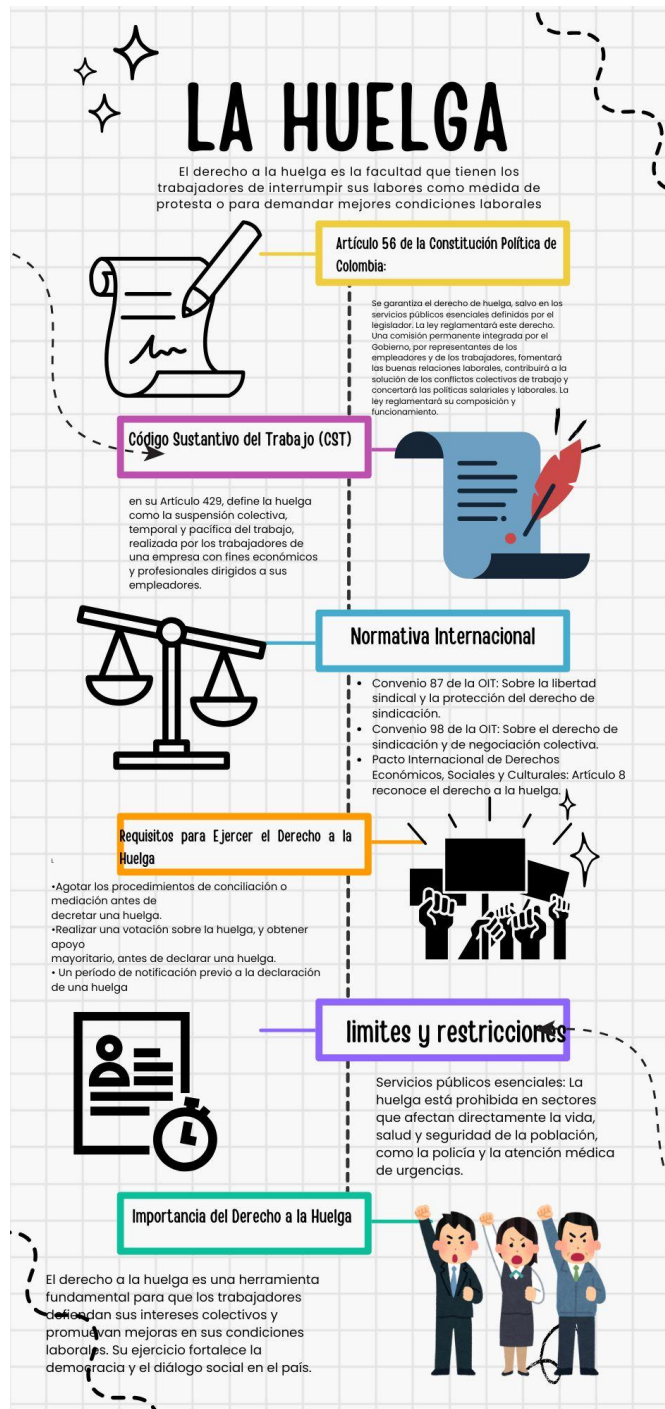 LA HUELGA
El derecho a la huelga es la facultad que tienen los
trabajadores de interrumpir sus labores como medida de
protesta o para demandar mejores condiciones laborales
Artículo 56 de la Constitución Política de
Colombia:
Se garantiza el derecho de huelga, salvo en los
servicios públicos esenciales definidos por el
legislador. La ley reglamentará este derecho.
Una comisión permanente integrada por el
Gobierno, por representantes de los
empleadores y de los trabajadores, fomentará
las buenas relaciones laborales, contribuirá a la
solución de los conflictos colectivos de trabajo y
concertará las políticas salariales y laborales. La
ley reglamentará su composición y
funcionamiento.
Código Sustantivo del Trabajo (CST)
en su Artículo 429, define la huelga
como la suspensión colectiva,
temporal y pacífica del trabajo,
realizada por los trabajadores de
una empresa con fines económicos
y profesionales dirigidos a sus
empleadores.
Normativa Internacional
• Convenio 87 de la OIT: Sobre la libertad
sindical y la protección del derecho de
sindicación.
• Convenio 98 de la OIT: Sobre el derecho de
sindicación y de negociación colectiva.
• Pacto Internacional de Derechos
Económicos, Sociales y Culturales: Artículo 8
reconoce el derecho a la huelga.
Requisitos para Ejercer el Derecho a la
Huelga
•Agotar los procedimientos de conciliación o
mediación antes de
decretar una huelga.
•Realizar una votación sobre la huelga, y obtener
apoyo
mayoritario, antes de declarar una huelga.
• Un período de notificación previo a la declaración
de una huelga
limites y restricciones
Servicios públicos esenciales: La
huelga está prohibida en sectores
que afectan directamente la vida,
salud y seguridad de la población,
como la policía y la atención médica
de urgencias.
Importancia del Derecho a la Huelga
El derecho a la huelga es una herramienta
fundamental para que los trabajadores
defiendan sus intereses colectivos y
promuevan mejoras en sus condiciones
laborales. Su ejercicio fortalece la
democracia y el diálogo social en el país.